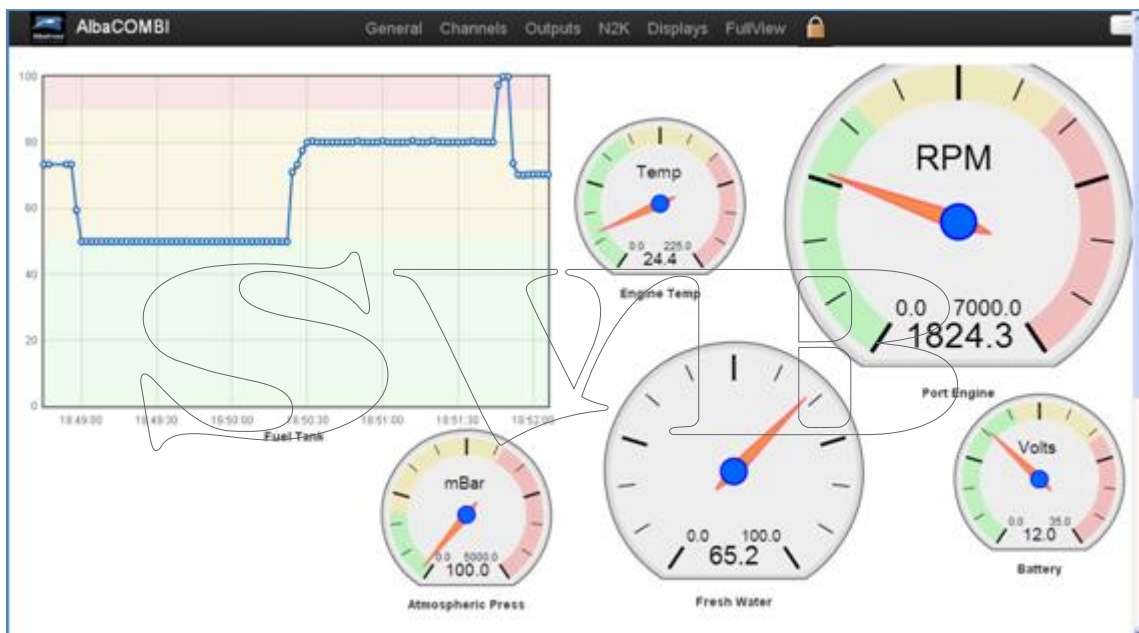 AlbaCOMBI
General Channels Outputs N2K Displays FullView
100
80
60
40
20
0
18:49:00 18:49:30 18:50:00 18:50:30 18:51:00 18:51:30 18:52:00
Fuel Tank
Temp
0.0 225.0
24.4
Engine Temp
RPM
0.0 7000.0
1824.3
Port Engine
mBar
0.0 5000.0
100.0
Atmospheric Press
0.0 100.0
65.2
Fresh Water
Volts
0.0 35.0
12.0
Battery
SVB